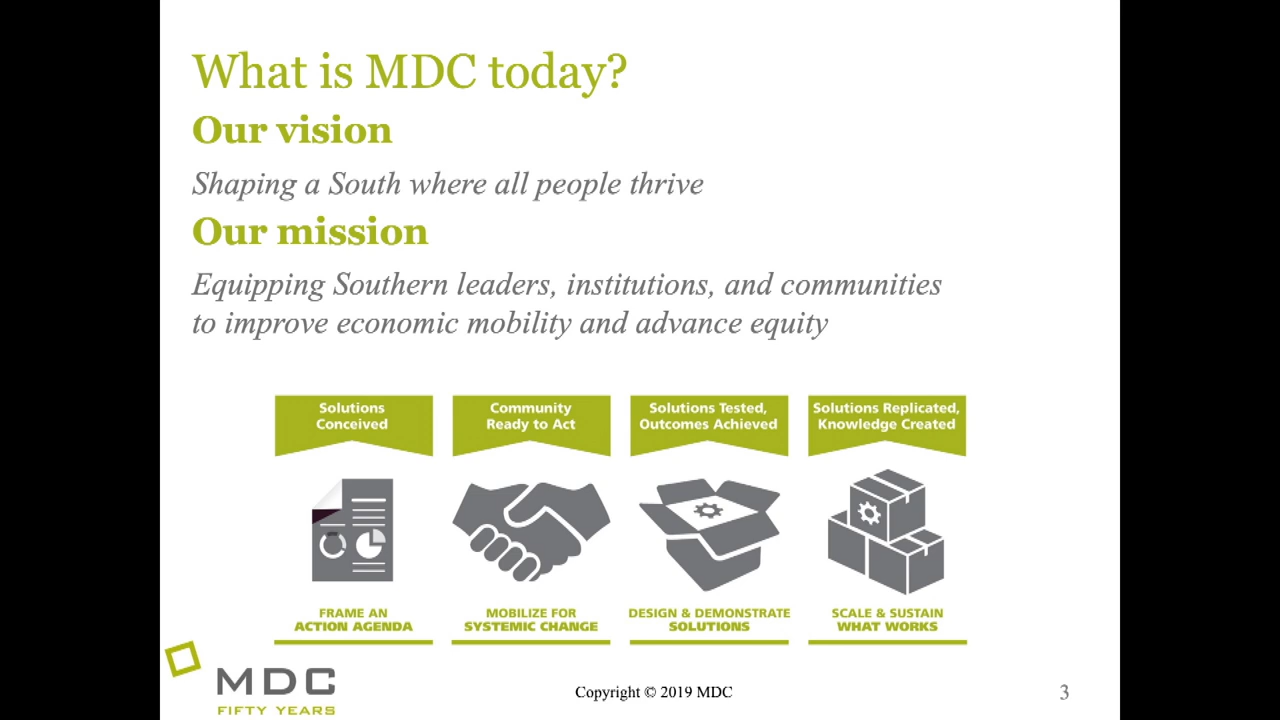 What is MDC today?
Our vision
Shaping a South where all people thrive
Our mission
Equipping Southern leaders, institutions, and communities
to improve economic mobility and advance equity
Solutions
Conceived
Community
Ready to Act
Solutions Tested,
Outcomes Achieved
Solutions Replicated,
Knowledge Created
FRAME AN
ACTION AGENDA
MOBILIZE FOR
SYSTEMIC CHANGE
DESIGN & DEMONSTRATE
SOLUTIONS
SCALE & SUSTAIN
WHAT WORKS
MDC
FIFTY YEARS
Copyright © 2019 MDC
3